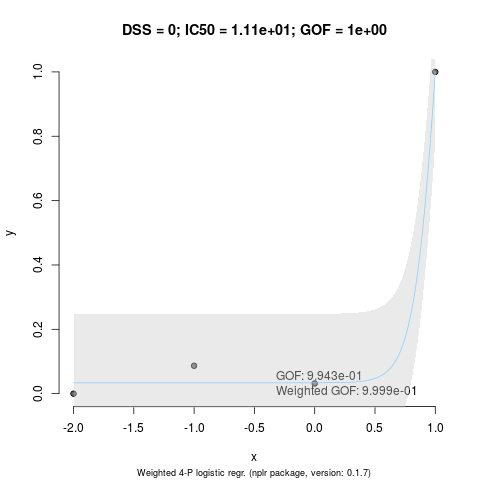 DSS = 0; IC50 = 1.11e+01; GOF = 1e+00
1.0
0.8
0.6
0.4
0.2
0.0
y
GOF: 9.943e-01
Weighted GOF: 9.999e-01
-2.0 -1.5 -1.0 -0.5 0.0 0.5 1.0
x
Weighted 4-P logistic regr. (nplr package, version: 0.1.7)